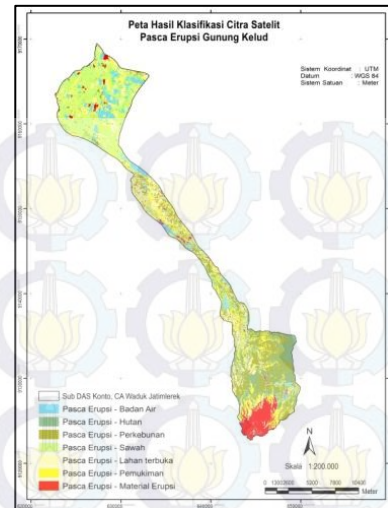 Peta Hasil Klasifikasi Citra Satelit
Pasca Erupsi Gunung Kelud
Sistem Koordinat : UTM
Datum : WGS 84
Sistem Satuan : Meter
Sub DAS Konto, CA Waduk Jatimlerek
Pasca Erupsi - Badan Air
Pasca Erupsi - Hutan
Pasca Erupsi - Perkebunan
Pasca Erupsi - Sawah
Pasca Erupsi - Lahan terbuka
Pasca Erupsi - Pemukiman
Pasca Erupsi - Material Erupsi
N
Skala 1:200.000
Meter